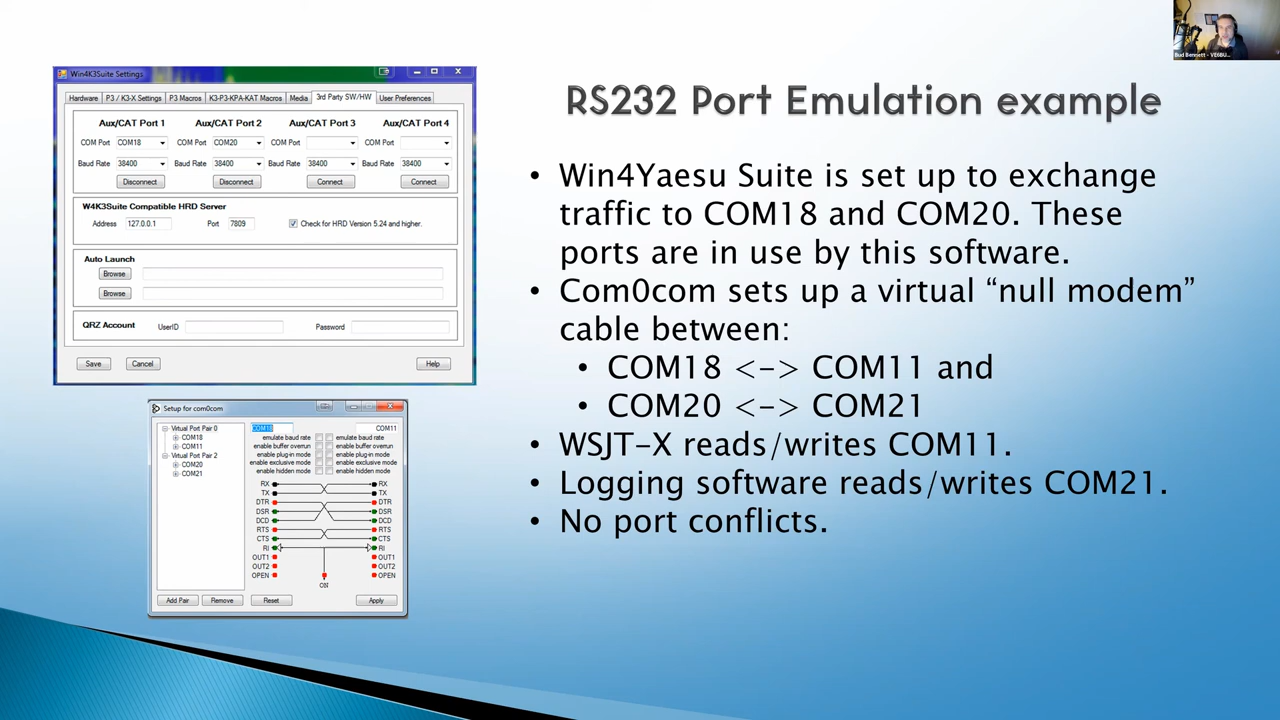 Bud Bennett - VE6BU...
RS232 Port Emulation example
Win4K3Suite Settings
Hardware P3 / K3-X Settings P3 Macros K3-P3-KPA-KAT Macros Media 3rd Party SW/HW User Preferences
Aux/CAT Port 1 Aux/CAT Port 2 Aux/CAT Port 3 Aux/CAT Port 4
COM Port COM18 COM Port COM20 COM Port COM Port
Baud Rate 38400 Baud Rate 38400 Baud Rate 38400 Baud Rate 38400
Disconnect Disconnect Connect Connect
W4K3Suite Compatible HRD Server
Address 127.0.0.1 Port 7809 Check for HRD Version 5.24 and higher.
Auto Launch
Browse
Browse
QRZ Account UserID Password
Save Cancel Help
Setup for com0com
Virtual Port Pair 0
COM18
COM11
Virtual Port Pair 2
COM20
COM21
COM18 COM11
emulate baud rate emulate baud rate
enable buffer overrun enable buffer overrun
enable plug-in mode enable plug-in mode
enable exclusive mode enable exclusive mode
enable hidden mode enable hidden mode
RX RX
TX TX
DTR DTR
DSR DSR
DCD DCD
RTS RTS
CTS CTS
RI RI
OUT1 OUT1
OUT2 OUT2
OPEN OPEN
ON
Add Pair Remove Reset Apply
• Win4Yaesu Suite is set up to exchange
traffic to COM18 and COM20. These
ports are in use by this software.
• Com0com sets up a virtual “null modem”
cable between:
• COM18 <-> COM11 and
• COM20 <-> COM21
• WSJT-X reads/writes COM11.
• Logging software reads/writes COM21.
• No port conflicts.